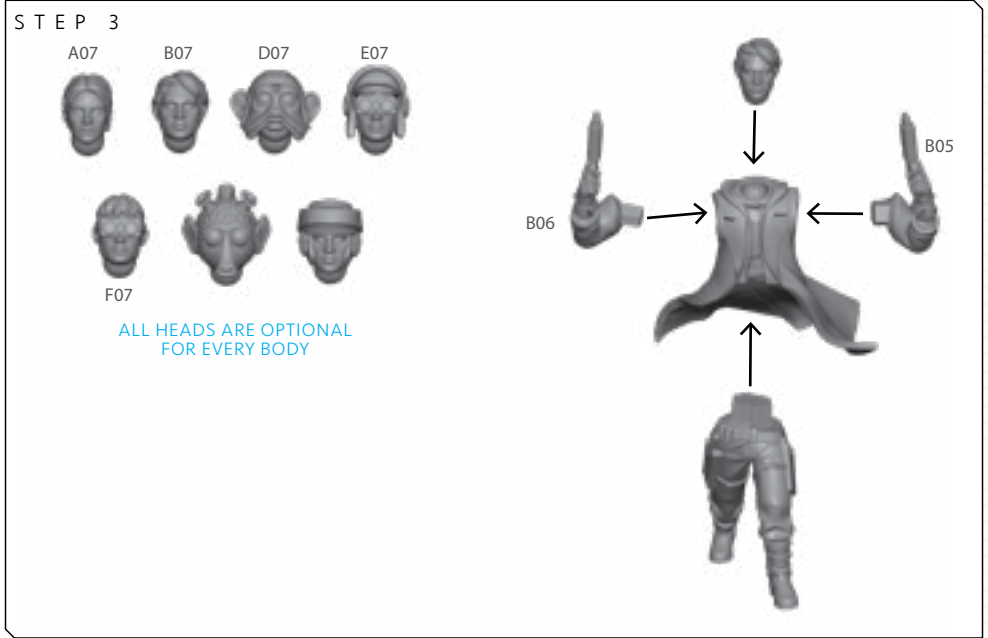 STEP 3
A07 B07 D07 E07
F07
ALL HEADS ARE OPTIONAL
FOR EVERY BODY
B06
B05